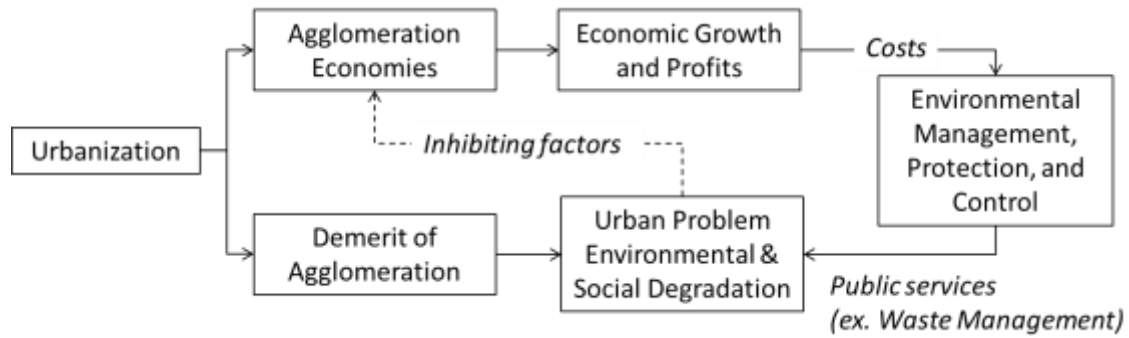 Agglomeration
Economies
Economic Growth
and Profits
Costs
Environmental
Management,
Protection, and
Control
Urbanization
Inhibiting factors
Demerit of
Agglomeration
Urban Problem
Environmental &
Social Degradation
Public services
(ex. Waste Management)